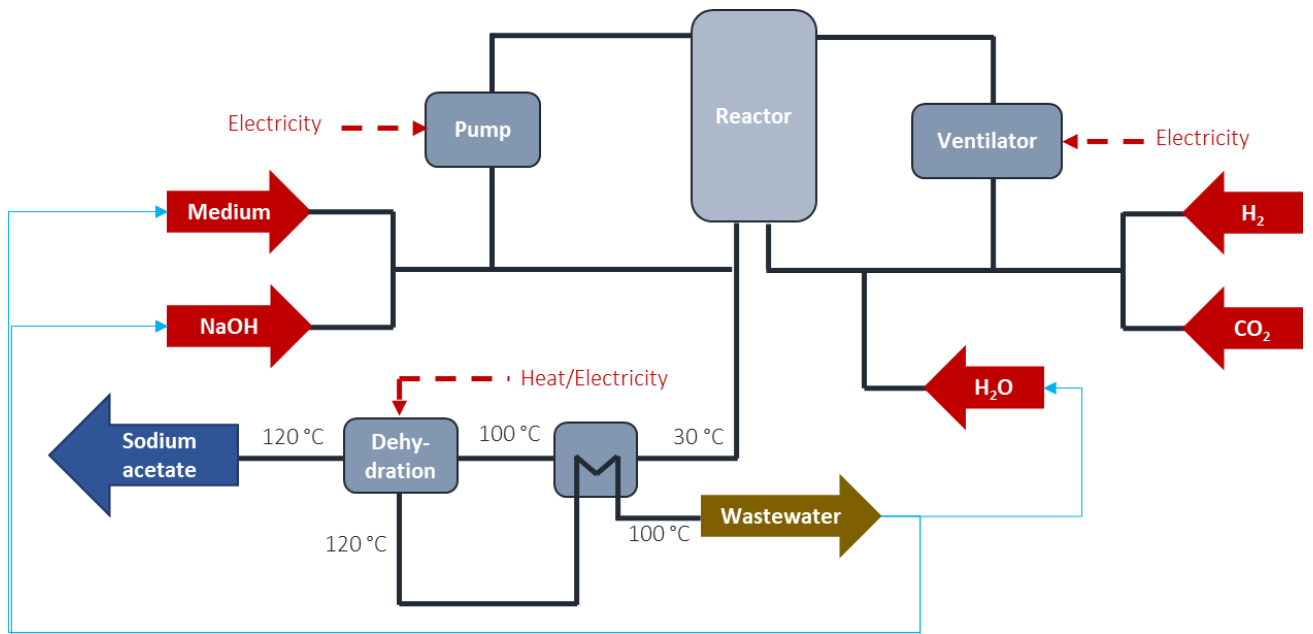 Reactor
Electricity
Pump
Ventilator
Electricity
Medium
H₂
NaOH
CO₂
Heat/Electricity
H₂O
Sodium
acetate
120 °C
Dehy-
dration
100 °C
30 °C
Wastewater
120 °C
100 °C